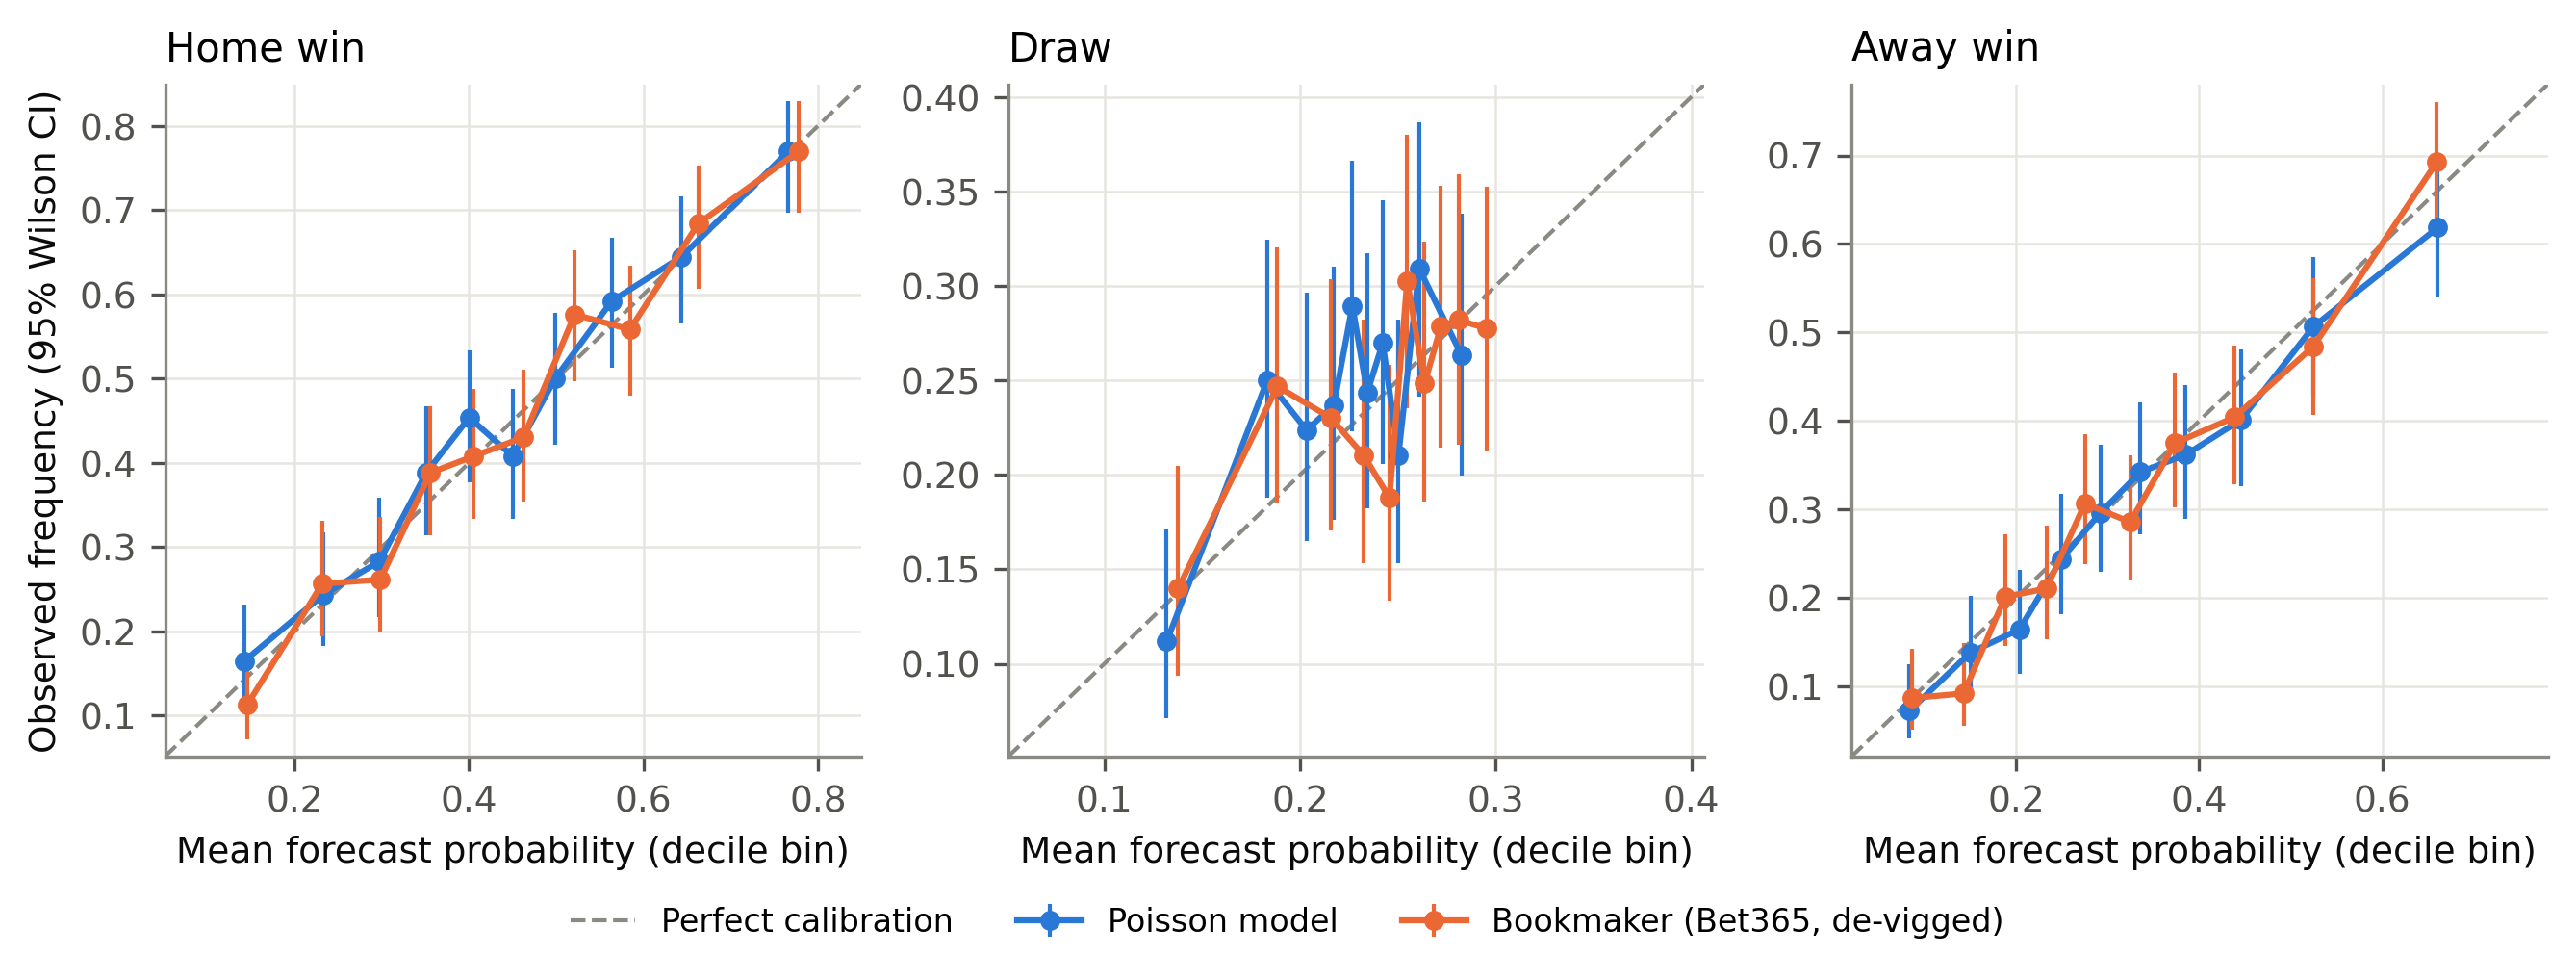 Home win
Draw
Away win
Observed frequency (95% Wilson CI)
0.8
0.7
0.6
0.5
0.4
0.3
0.2
0.1
0.2 0.4 0.6 0.8
Mean forecast probability (decile bin)
0.40
0.35
0.30
0.25
0.20
0.15
0.10
0.1 0.2 0.3 0.4
Mean forecast probability (decile bin)
0.7
0.6
0.5
0.4
0.3
0.2
0.1
0.2 0.4 0.6
Mean forecast probability (decile bin)
Perfect calibration Poisson model Bookmaker (Bet365, de-vigged)